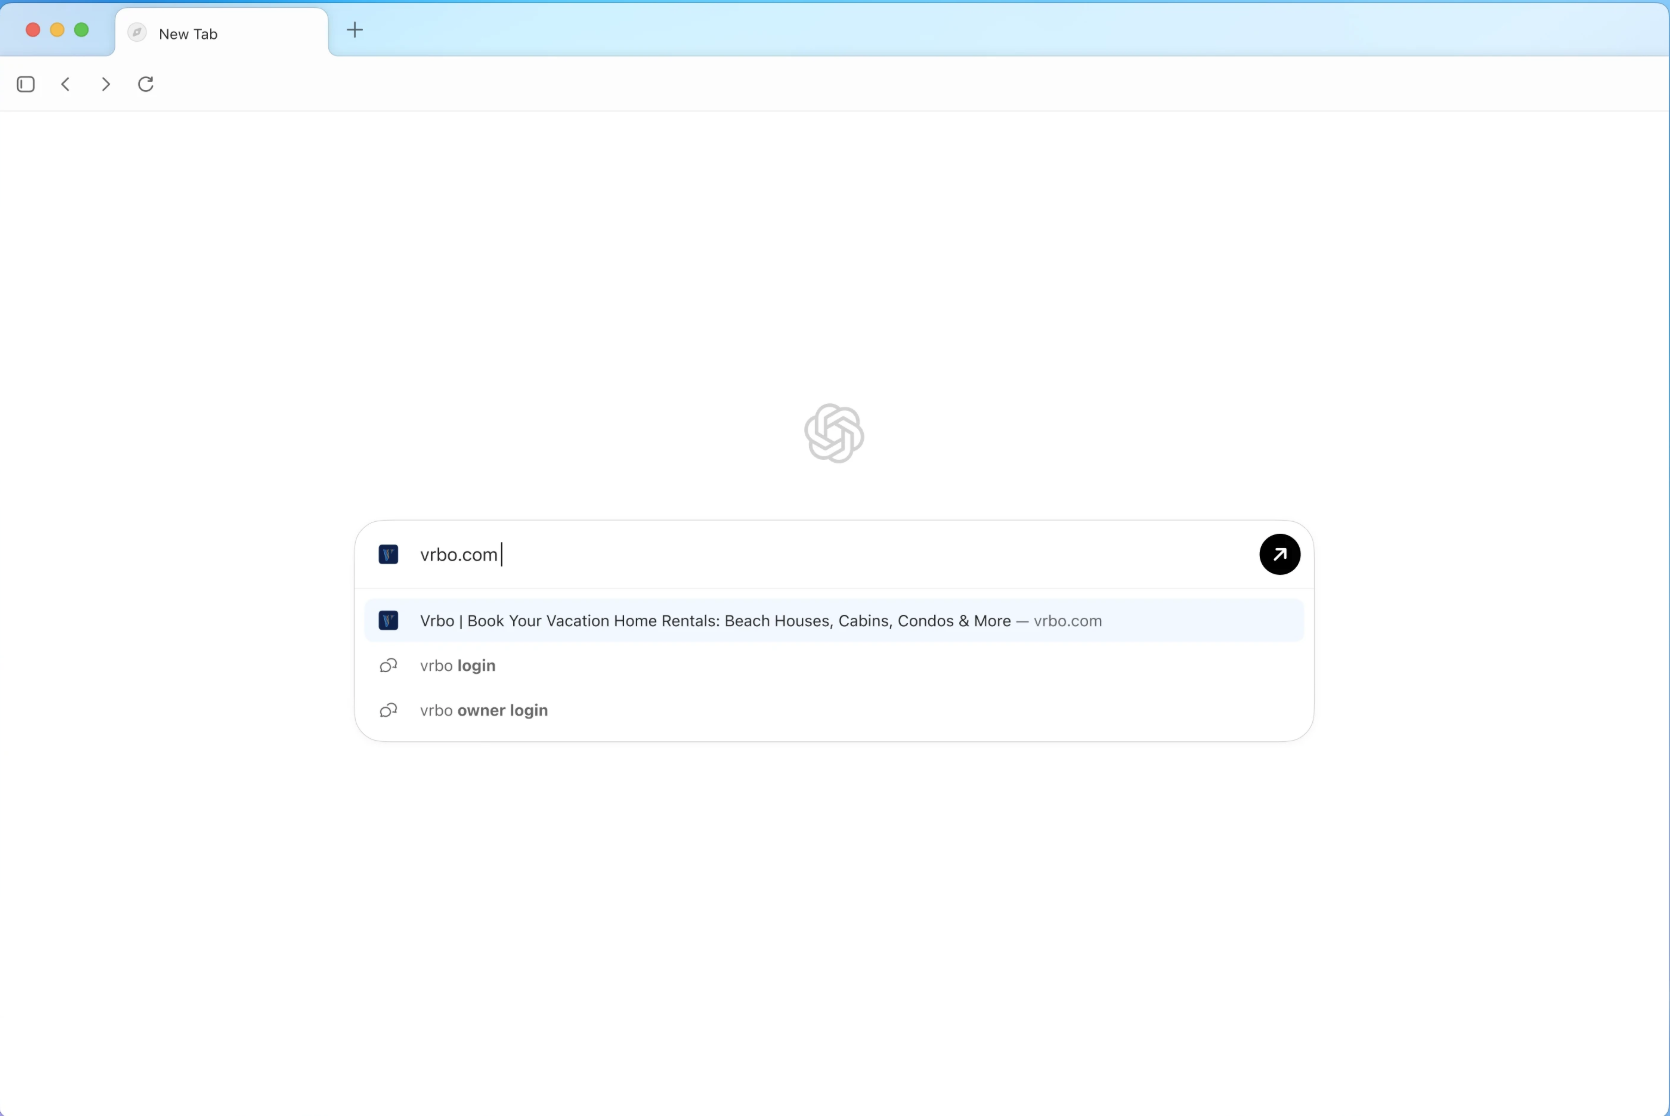 New Tab
vrbo.com
Vrbo | Book Your Vacation Home Rentals: Beach Houses, Cabins, Condos & More — vrbo.com
vrbo login
vrbo owner login